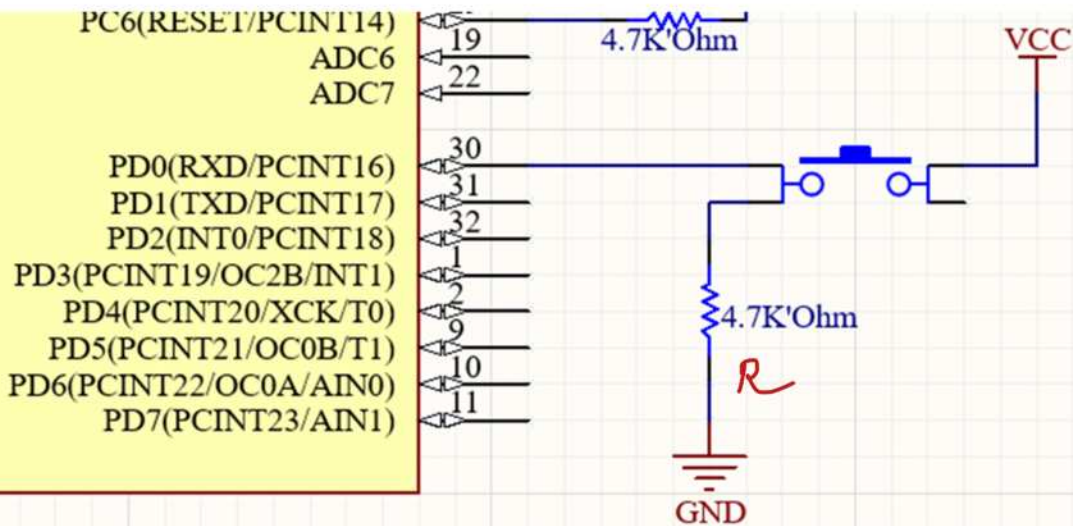 PC6(RESET/PCINT14)
4.7K'Ohm
VCC
ADC6
19
ADC7
22
PD0(RXD/PCINT16)
30
PD1(TXD/PCINT17)
31
PD2(INT0/PCINT18)
32
PD3(PCINT19/OC2B/INT1)
1
PD4(PCINT20/XCK/T0)
2
PD5(PCINT21/OC0B/T1)
9
PD6(PCINT22/OC0A/AIN0)
10
PD7(PCINT23/AIN1)
11
4.7K'Ohm
R
GND